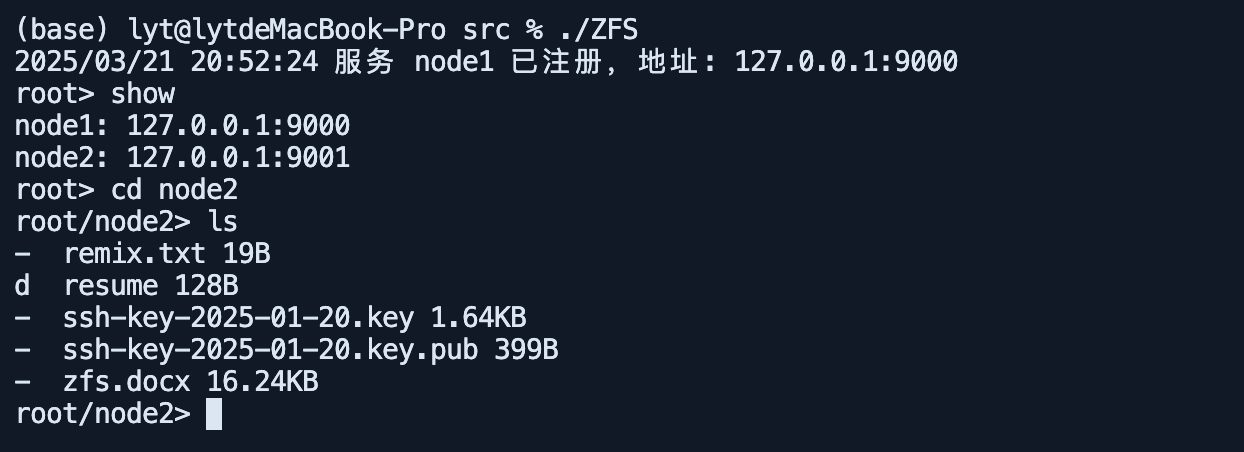 (base) lyt@lytdeMacBook-Pro src % ./ZFS
2025/03/21 20:52:24 服务 node1 已注册, 地址: 127.0.0.1:9000
root> show
node1: 127.0.0.1:9000
node2: 127.0.0.1:9001
root> cd node2
root/node2> ls
-  remix.txt 19B
d  resume 128B
-  ssh-key-2025-01-20.key 1.64KB
-  ssh-key-2025-01-20.key.pub 399B
-  zfs.docx 16.24KB
root/node2>